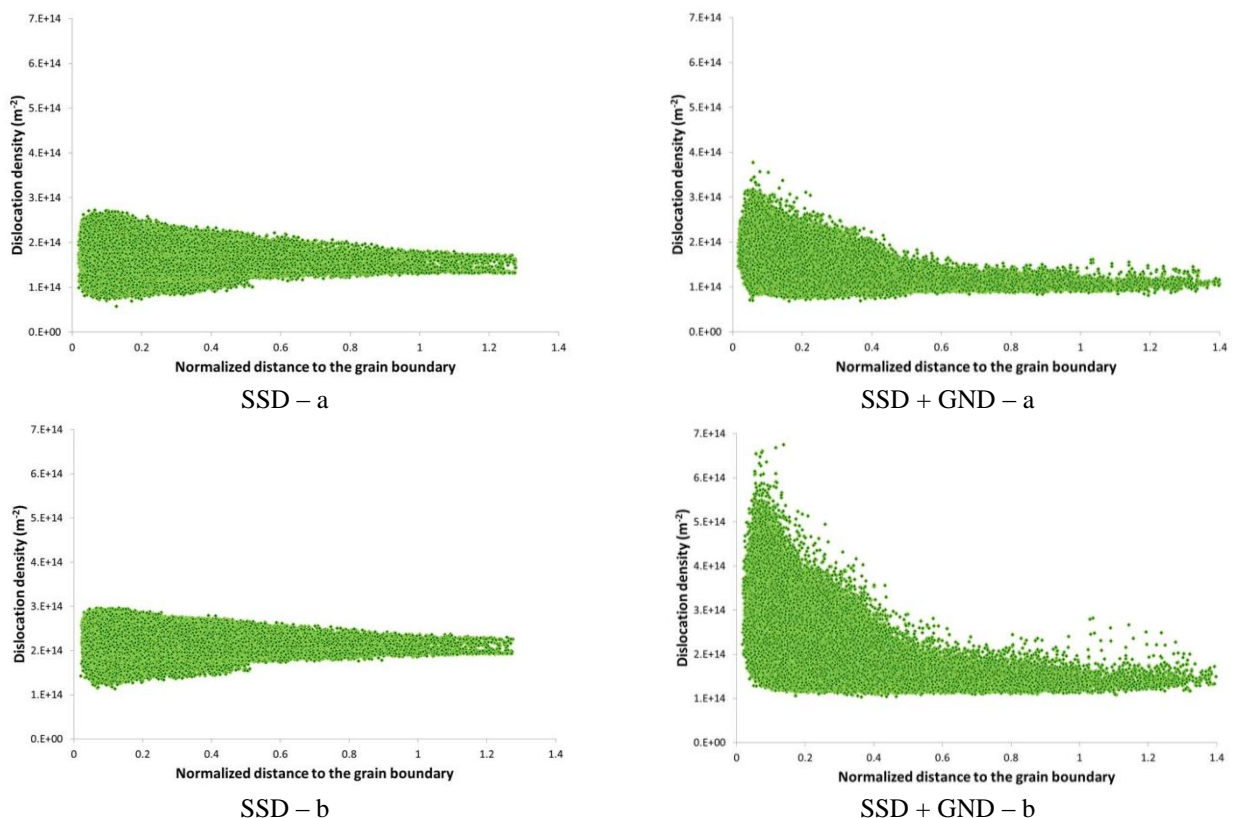 7.E+14
6.E+14
5.E+14
4.E+14
3.E+14
2.E+14
1.E+14
0.E+00
Dislocation density (m⁻²)
0 0.2 0.4 0.6 0.8 1 1.2 1.4
Normalized distance to the grain boundary
SSD – a
7.E+14
6.E+14
5.E+14
4.E+14
3.E+14
2.E+14
1.E+14
0.E+00
Dislocation density (m⁻²)
0 0.2 0.4 0.6 0.8 1 1.2 1.4
Normalized distance to the grain boundary
SSD + GND – a
7.E+14
6.E+14
5.E+14
4.E+14
3.E+14
2.E+14
1.E+14
0.E+00
Dislocation density (m⁻²)
0 0.2 0.4 0.6 0.8 1 1.2 1.4
Normalized distance to the grain boundary
SSD – b
7.E+14
6.E+14
5.E+14
4.E+14
3.E+14
2.E+14
1.E+14
0.E+00
Dislocation density (m⁻²)
0 0.2 0.4 0.6 0.8 1 1.2 1.4
Normalized distance to the grain boundary
SSD + GND – b